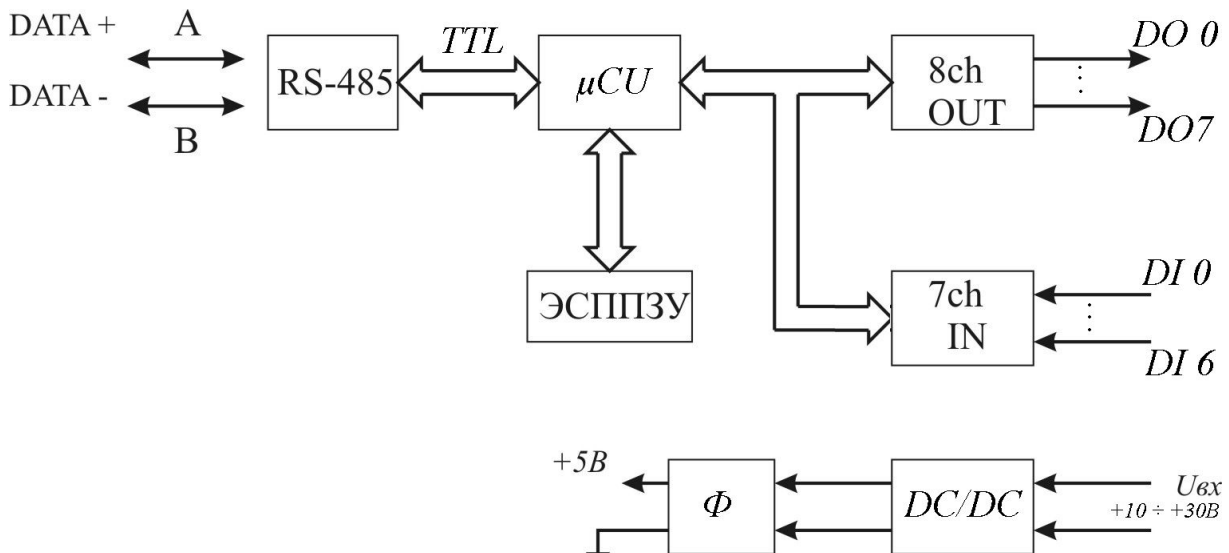 DATA +
A
DATA -
B
RS-485
TTL
μCU
8ch
OUT
DO 0
DO7
ЭСППЗУ
7ch
IN
DI 0
DI 6
+5В
Ф
DC/DC
Uвх
+10 ÷ +30В